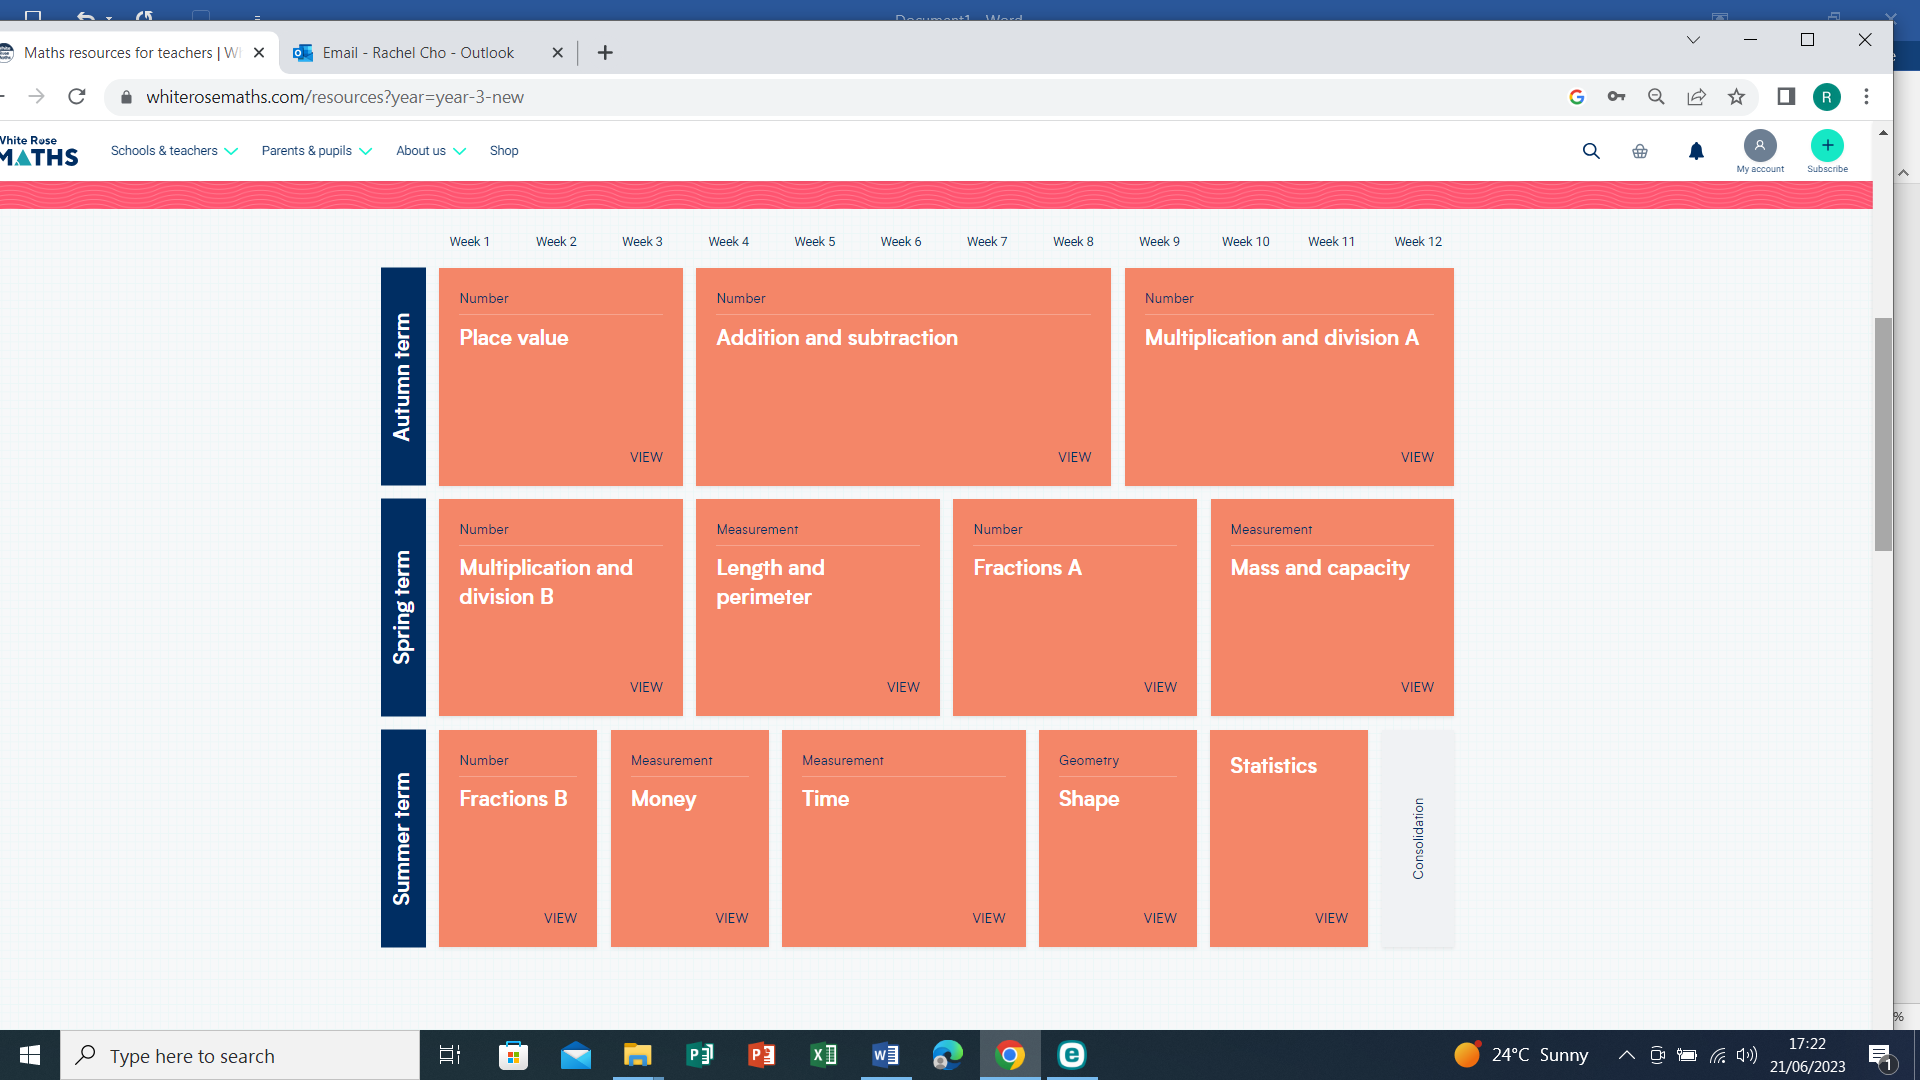 Document1 - Word
Maths resources for teachers | W
Email - Rachel Cho - Outlook
whiterosemaths.com/resources?year=year-3-new
R
White Rose
MATHS
Schools & teachers
Parents & pupils
About us
Shop
My account
Subscribe
Week 1 Week 2 Week 3 Week 4 Week 5 Week 6 Week 7 Week 8 Week 9 Week 10 Week 11 Week 12
Autumn term
Number
Place value
VIEW
Number
Addition and subtraction
VIEW
Number
Multiplication and division A
VIEW
Spring term
Number
Multiplication and
division B
VIEW
Measurement
Length and
perimeter
VIEW
Number
Fractions A
VIEW
Measurement
Mass and capacity
VIEW
Summer term
Number
Fractions B
VIEW
Measurement
Money
VIEW
Measurement
Time
VIEW
Geometry
Shape
VIEW
Statistics
VIEW
Consolidation
%
Type here to search
24°C Sunny
17:22
21/06/2023
1